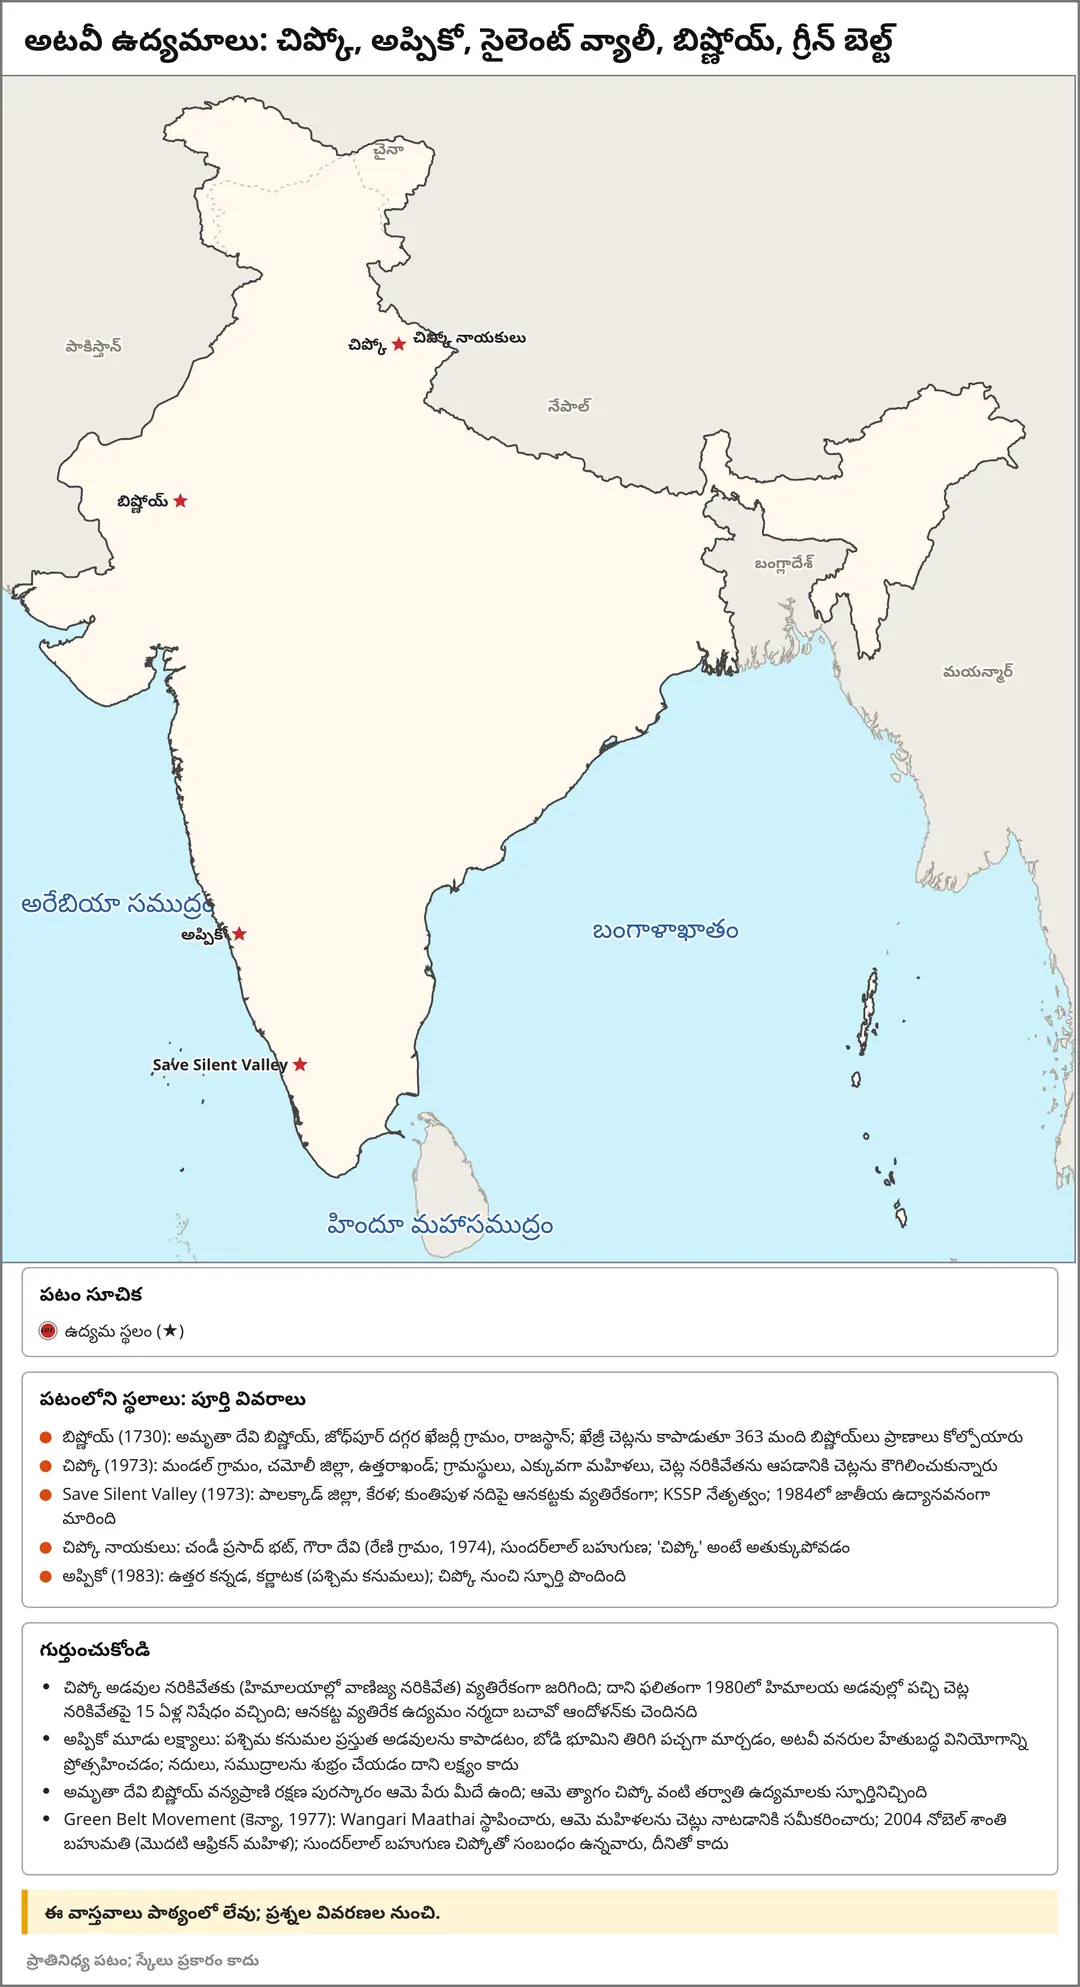 అటవీ ఉద్యమాలు: చిప్కో, అప్పికో, సైలెంట్ వ్యాలీ, బిష్ణోయ్, గ్రీన్ బెల్ట్
చైనా
పాకిస్తాన్
చిప్కో
చిప్కో నాయకులు
నేపాల్
బిష్ణోయ్
బంగ్లాదేశ్
మయన్మార్
అరేబియా సముద్రం
అప్పికో
బంగాళాఖాతం
Save Silent Valley
హిందూ మహాసముద్రం
పటం సూచిక
ఉద్యమ స్థలం (★)
పటంలోని స్థలాలు: పూర్తి వివరాలు
బిష్ణోయ్ (1730): అమృతా దేవి బిష్ణోయ్, జోధ్‌పూర్ దగ్గర ఖేజర్లీ గ్రామం, రాజస్థాన్; ఖేజ్రీ చెట్లను కాపాడుతూ 363 మంది బిష్ణోయ్‌లు ప్రాణాలు కోల్పోయారు
చిప్కో (1973): మండల్ గ్రామం, చమోలీ జిల్లా, ఉత్తరాఖండ్; గ్రామస్థులు, ఎక్కువగా మహిళలు, చెట్ల నరికివేతను ఆపడానికి చెట్లను కౌగిలించుకున్నారు
Save Silent Valley (1973): పాలక్కాడ్ జిల్లా, కేరళ; కుంతిపుళ నదిపై ఆనకట్టకు వ్యతిరేకంగా; KSSP నేతృత్వం; 1984లో జాతీయ ఉద్యానవనంగా
మారింది
చిప్కో నాయకులు: చండీ ప్రసాద్ భట్, గౌరా దేవి (రేణి గ్రామం, 1974), సుందర్‌లాల్ బహుగుణ; 'చిప్కో' అంటే అతుక్కుపోవడం
అప్పికో (1983): ఉత్తర కన్నడ, కర్ణాటక (పశ్చిమ కనుమలు); చిప్కో నుంచి స్ఫూర్తి పొందింది
గుర్తుంచుకోండి
• చిప్కో అడవుల నరికివేతకు (హిమాలయాల్లో వాణిజ్య నరికివేత) వ్యతిరేకంగా జరిగింది; దాని ఫలితంగా 1980లో హిమాలయ అడవుల్లో పచ్చి చెట్ల
నరికివేతపై 15 ఏళ్ల నిషేధం వచ్చింది; ఆనకట్ట వ్యతిరేక ఉద్యమం నర్మదా బచావో ఆందోళన్‌కు చెందినది
• అప్పికో మూడు లక్ష్యాలు: పశ్చిమ కనుమల ప్రస్తుత అడవులను కాపాడటం, బోడి భూమిని తిరిగి పచ్చగా మార్చడం, అటవీ వనరుల హేతుబద్ధ వినియోగాన్ని
ప్రోత్సహించడం; నదులు, సముద్రాలను శుభ్రం చేయడం దాని లక్ష్యం కాదు
• అమృతా దేవి బిష్ణోయ్ వన్యప్రాణి రక్షణ పురస్కారం ఆమె పేరు మీదే ఉంది; ఆమె త్యాగం చిప్కో వంటి తర్వాతి ఉద్యమాలకు స్ఫూర్తినిచ్చింది
• Green Belt Movement (కెన్యా, 1977): Wangari Maathai స్థాపించారు, ఆమె మహిళలను చెట్లు నాటడానికి సమీకరించారు; 2004 నోబెల్ శాంతి
బహుమతి (మొదటి ఆఫ్రికన్ మహిళ); సుందర్‌లాల్ బహుగుణ చిప్కోతో సంబంధం ఉన్నవారు, దీనితో కాదు
ఈ వాస్తవాలు పాఠ్యంలో లేవు; ప్రశ్నల వివరణల నుంచి.
ప్రాతినిధ్య పటం; స్కేలు ప్రకారం కాదు